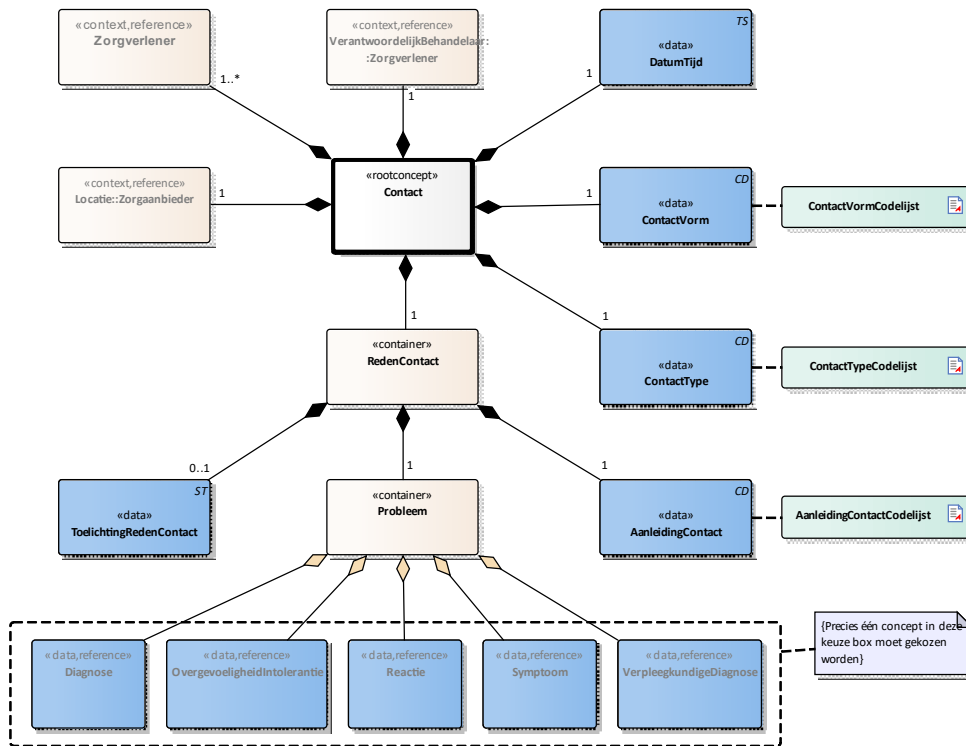 «context,reference»
Zorgverlener
«context,reference»
VerantwoordelijkBehandelaar:
:Zorgverlener
TS
«data»
DatumTijd
1..*
1
1
«rootconcept»
Contact
«context,reference»
Locatie::Zorgaanbieder
1
1
CD
«data»
ContactVorm
ContactVormCodelijst
1
1
«container»
RedenContact
CD
«data»
ContactType
ContactTypeCodelijst
0..1
1
1
ST
«data»
ToelichtingRedenContact
«container»
Probleem
CD
«data»
AanleidingContact
AanleidingContactCodelijst
{Precies één concept in deze
keuze box moet gekozen
worden}
« data,reference»
Diagnose
« data,reference»
OvergevoeligheidIntolerantie
« data,reference»
Reactie
« data,reference»
Symptoom
« data,reference»
VerpleegkundigeDiagnose